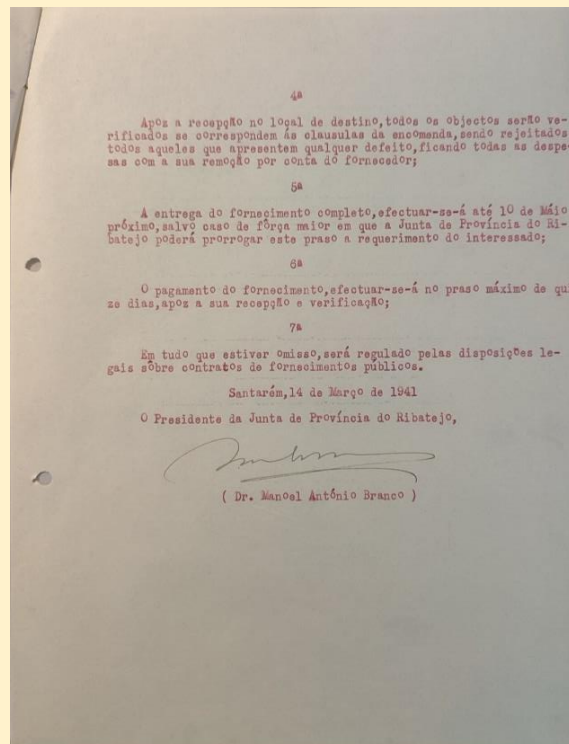 4ª
Apoz a recepção no local de destino,todos os objectos serão ve-
rificados se correspondem ás clausulas da encomenda,sendo rejeitados
todos aqueles que apresentem qualquer defeito,ficando todas as despe-
sas com a sua remoção por conta do fornecedor;
5ª
A entrega do fornecimento completo,efectuar-se-á até 10 de Máio
próximo,salvo caso de fôrça maior em que a Junta de Província do Ri-
batejo poderá prorrogar este praso a requerimento do interessado;
6ª
O pagamento do fornecimento,efectuar-se-á no praso máximo de qui
ze dias,apoz a sua recepção e verificação;
7ª
Em tudo que estiver omisso,será regulado pelas disposições le-
gais sôbre contratos de fornecimentos públicos.
Santarém,14 de Março de 1941
O Presidente da Junta de Província do Ribatejo,
( Dr. Manoel António Branco )